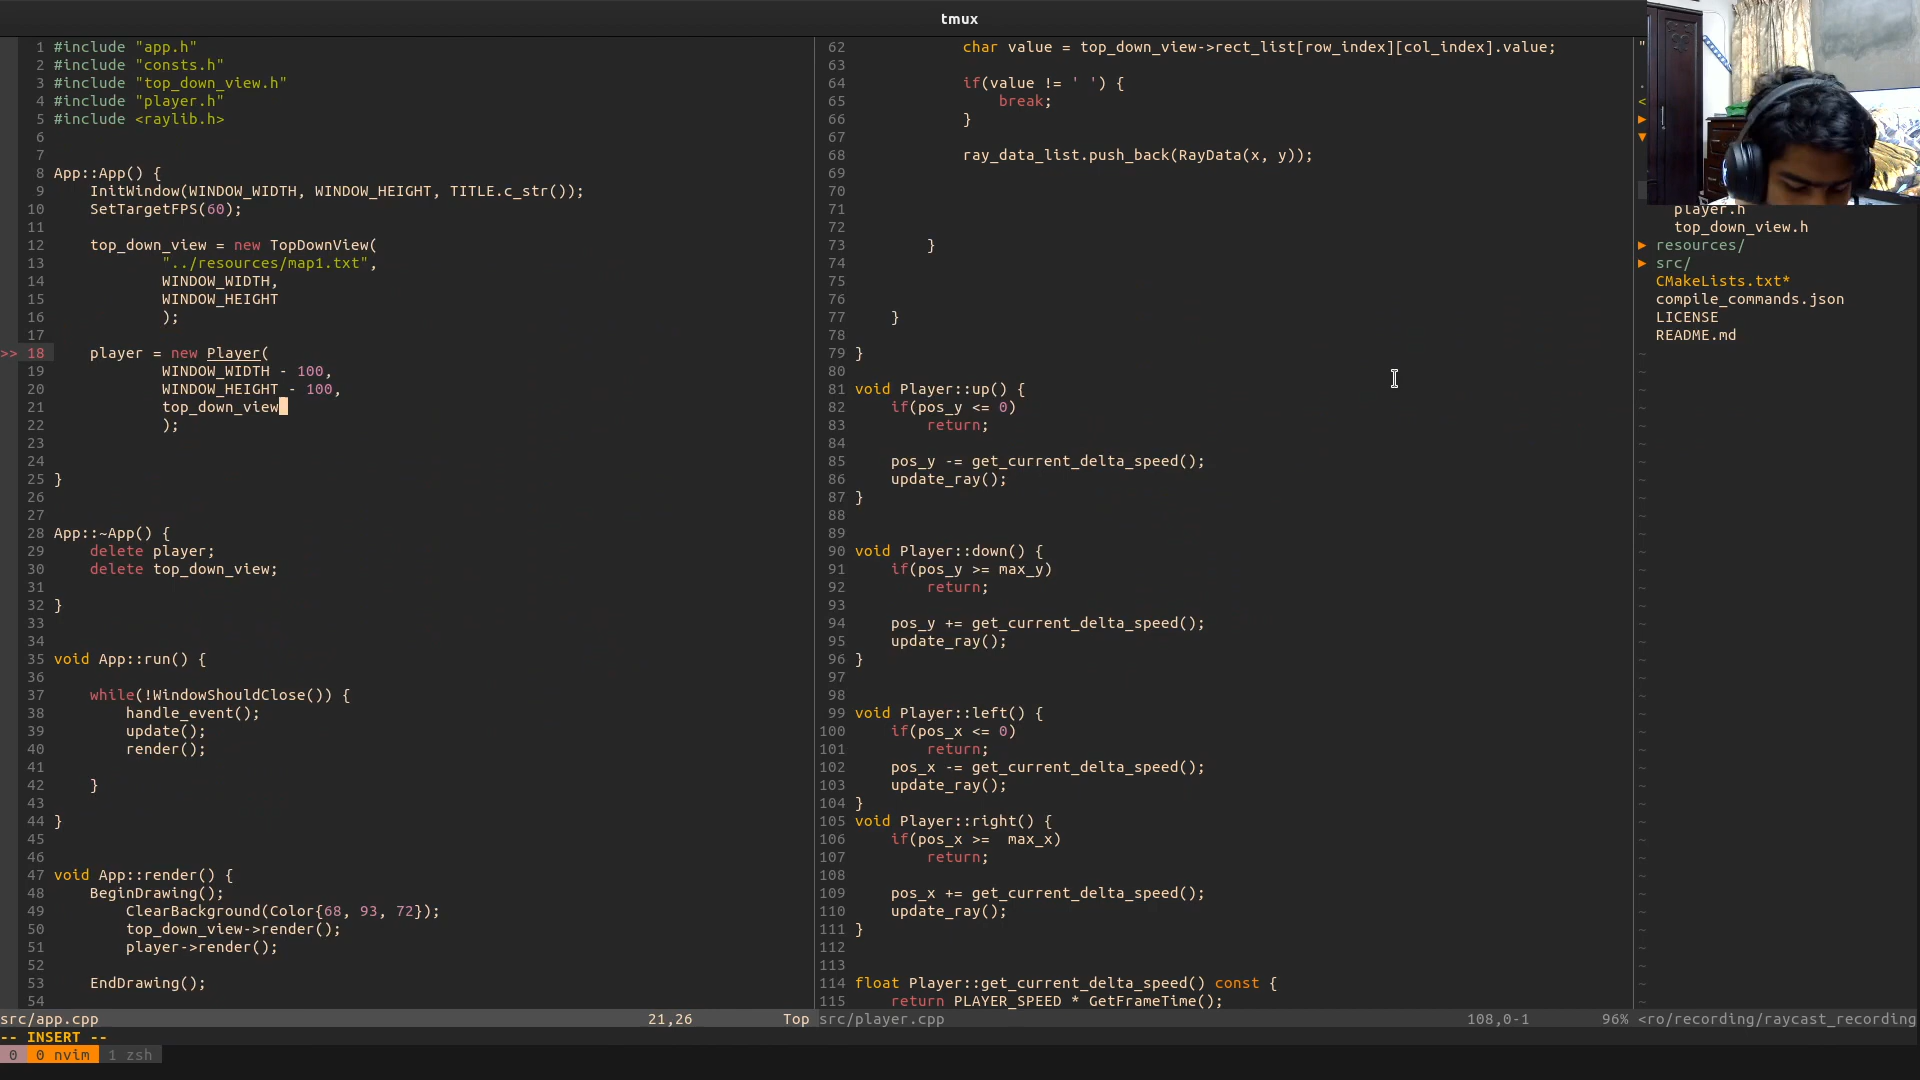 tmux
1 #include "app.h"
2 #include "consts.h"
3 #include "top_down_view.h"
4 #include "player.h"
5 #include <raylib.h>
6
7
8 App::App() {
9 InitWindow(WINDOW_WIDTH, WINDOW_HEIGHT, TITLE.c_str());
10 SetTargetFPS(60);
11
12 top_down_view = new TopDownView(
13 "../resources/map1.txt",
14 WINDOW_WIDTH,
15 WINDOW_HEIGHT
16 );
17
>> 18 player = new Player(
19 WINDOW_WIDTH - 100,
20 WINDOW_HEIGHT - 100,
21 top_down_view
22 );
23
24
25 }
26
27
28 App::~App() {
29 delete player;
30 delete top_down_view;
31
32 }
33
34
35 void App::run() {
36
37 while(!WindowShouldClose()) {
38 handle_event();
39 update();
40 render();
41
42 }
43
44 }
45
46
47 void App::render() {
48 BeginDrawing();
49 ClearBackground(Color{68, 93, 72});
50 top_down_view->render();
51 player->render();
52
53 EndDrawing();
54
62 char value = top_down_view->rect_list[row_index][col_index].value;
63
64 if(value != ' ') {
65 break;
66 }
67
68 ray_data_list.push_back(RayData(x, y));
69
70
71
72
73 }
74
75
76
77 }
78
79 }
80
81 void Player::up() {
82 if(pos_y <= 0)
83 return;
84
85 pos_y -= get_current_delta_speed();
86 update_ray();
87 }
88
89
90 void Player::down() {
91 if(pos_y >= max_y)
92 return;
93
94 pos_y += get_current_delta_speed();
95 update_ray();
96 }
97
98
99 void Player::left() {
100 if(pos_x <= 0)
101 return;
102 pos_x -= get_current_delta_speed();
103 update_ray();
104 }
105 void Player::right() {
106 if(pos_x >=  max_x)
107 return;
108
109 pos_x += get_current_delta_speed();
110 update_ray();
111 }
112
113
114 float Player::get_current_delta_speed() const {
115 return PLAYER_SPEED * GetFrameTime();
player.h
top_down_view.h
resources/
src/
CMakeLists.txt*
compile_commands.json
LICENSE
README.md
src/app.cpp 21,26 Top
src/player.cpp 108,0-1 96%
<ro/recording/raycast_recording
-- INSERT --
0 0 nvim 1 zsh